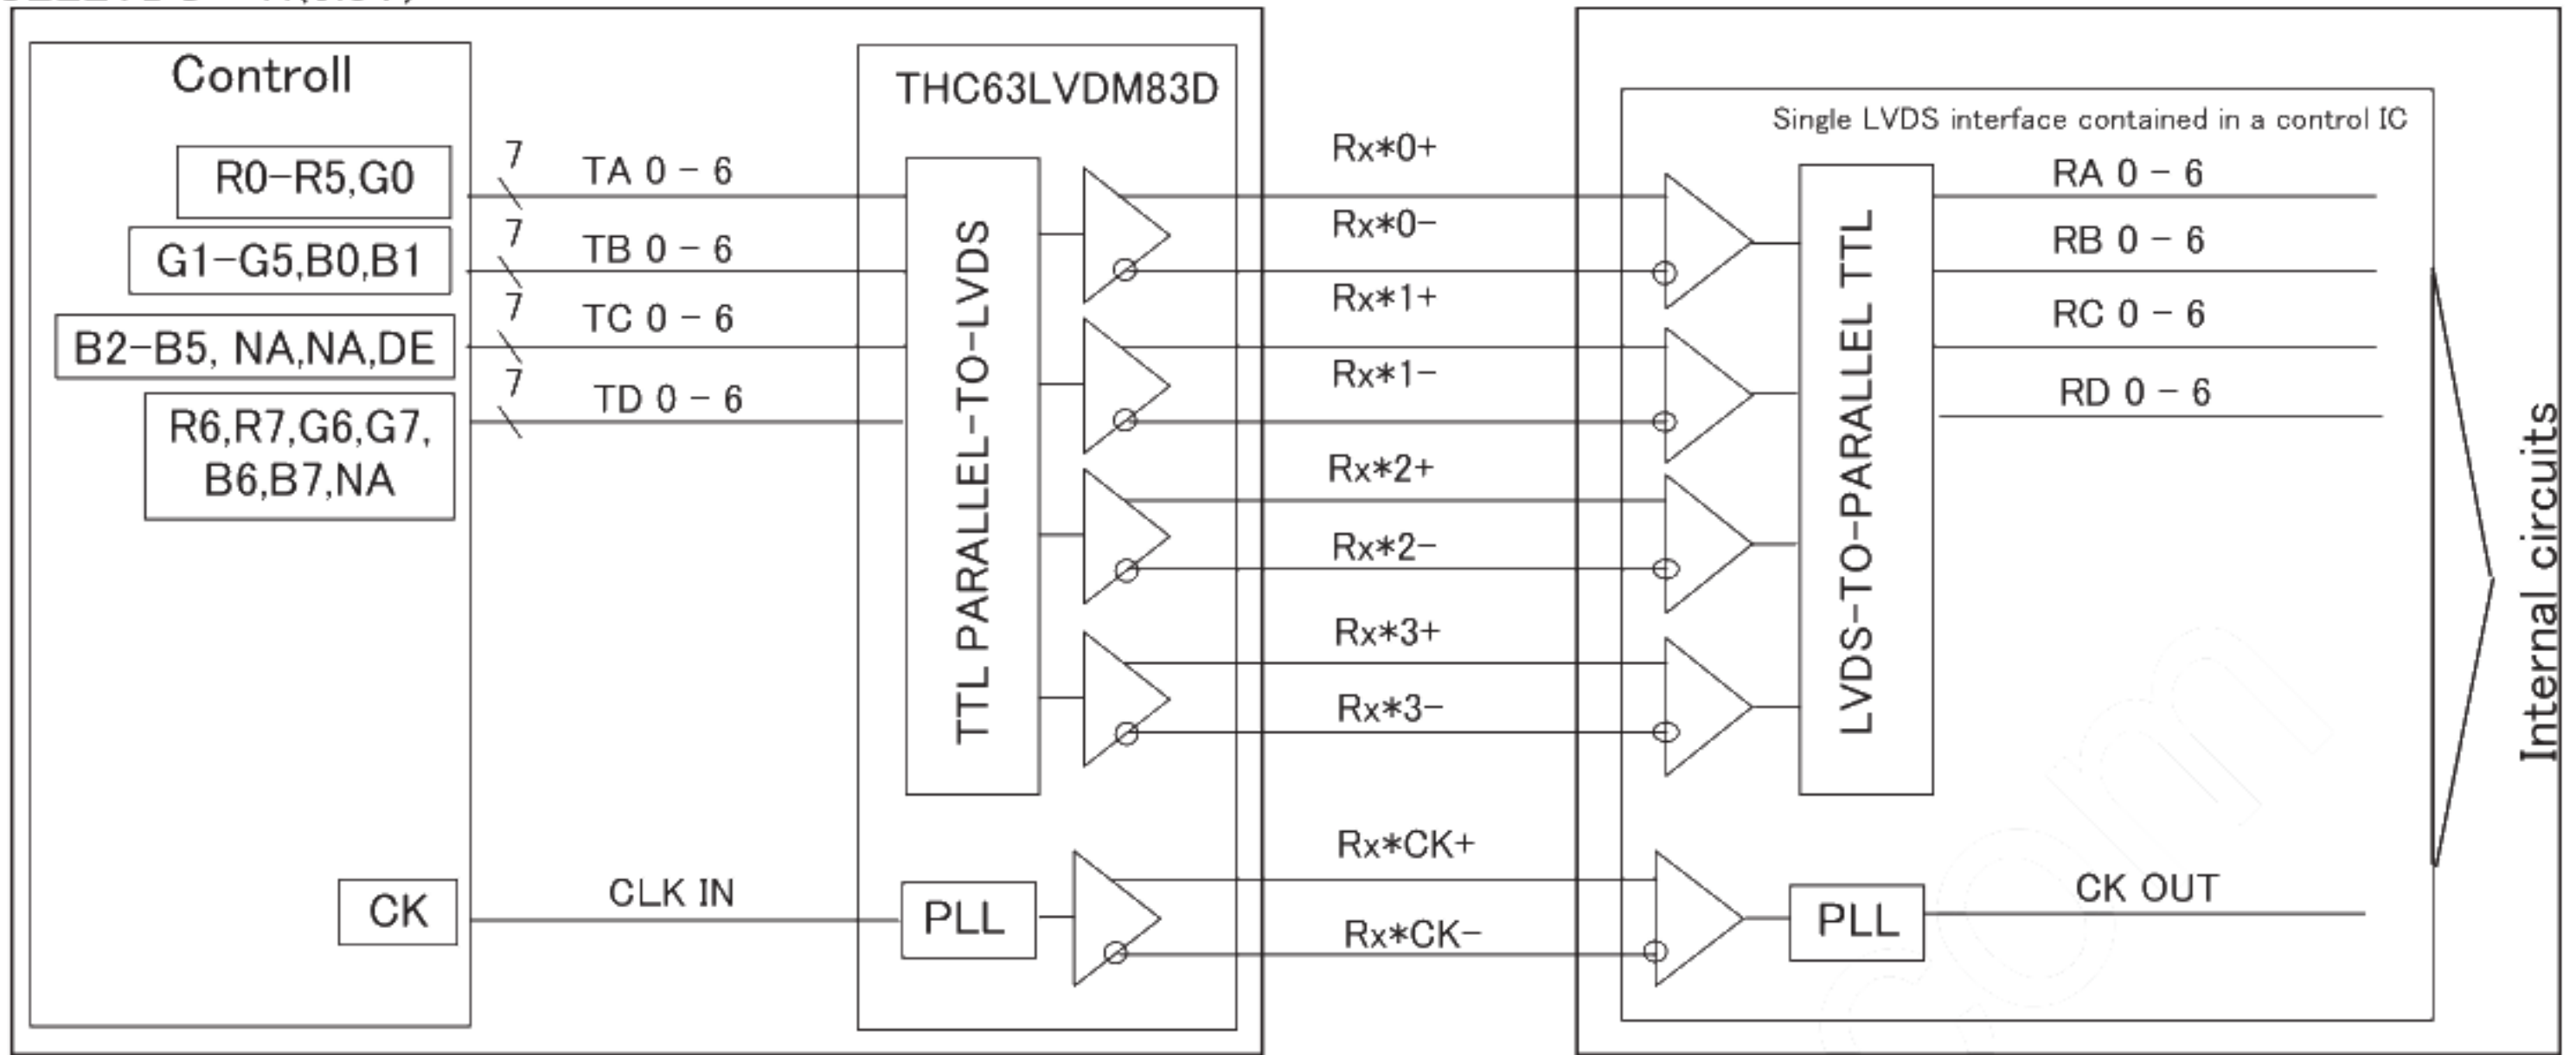 Controll
THC63LVDM83D
Single LVDS interface contained in a control IC
R0-R5,G0
7
TA 0 - 6
Rx*0+
RA 0 - 6
Rx*0-
G1-G5,B0,B1
7
TB 0 - 6
RB 0 - 6
Rx*1+
B2-B5, NA,NA,DE
7
TC 0 - 6
RC 0 - 6
Rx*1-
R6,R7,G6,G7,
B6,B7,NA
7
TD 0 - 6
RD 0 - 6
Rx*2+
Rx*2-
Rx*3+
Rx*3-
TTL PARALLEL-TO-LVDS
LVDS-TO-PARALLEL TTL
Internal circuits
Rx*CK+
CK
CLK IN
PLL
PLL
CK OUT
Rx*CK-
com